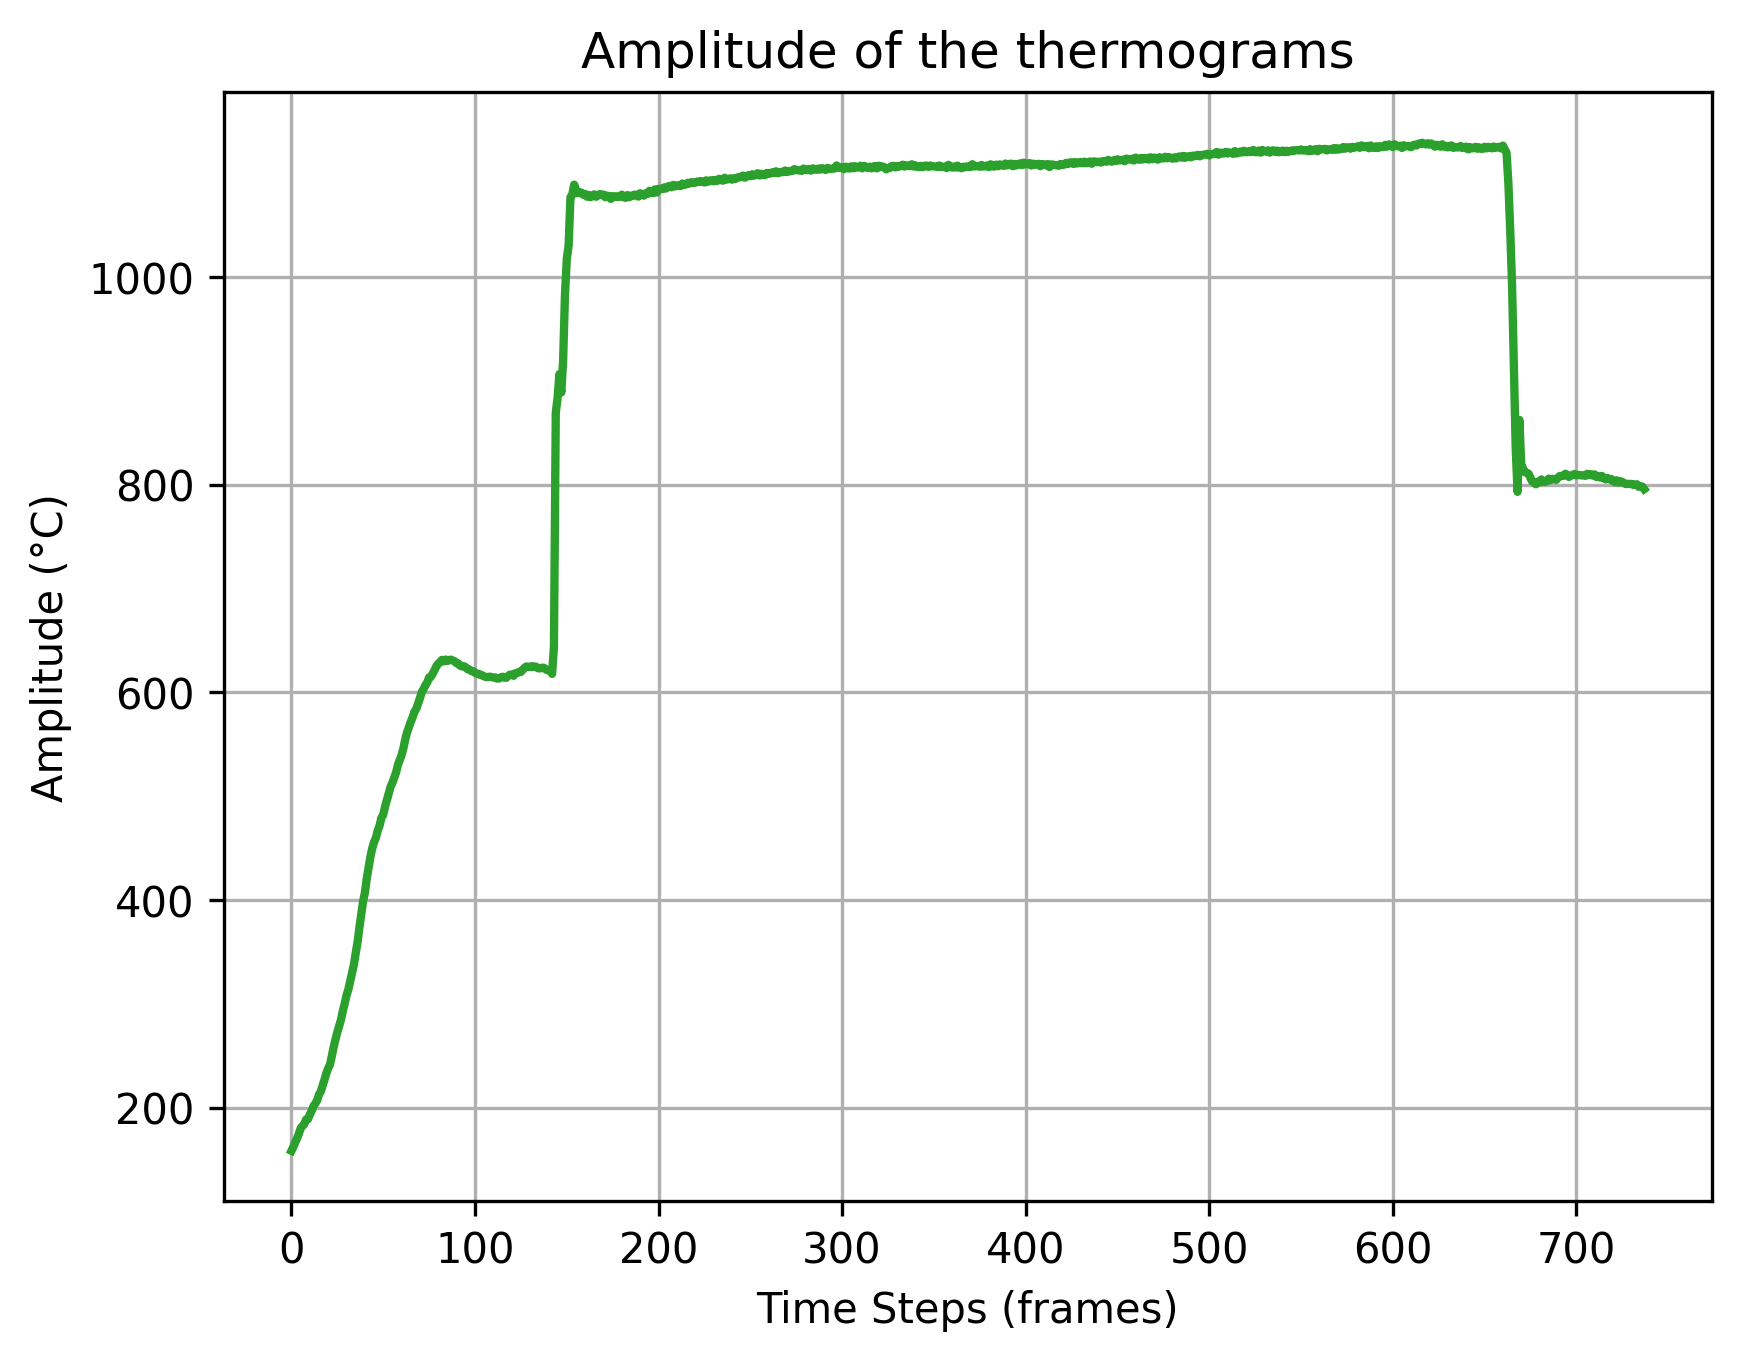 Amplitude of the thermograms
Amplitude (°C)
1000
800
600
400
200
0 100 200 300 400 500 600 700
Time Steps (frames)